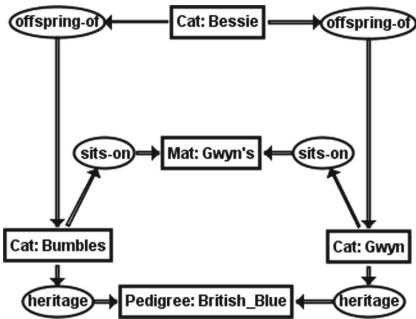 offspring-of Cat: Bessie offspring-of
sits-on Mat: Gwyn's sits-on
Cat: Bumbles Cat: Gwyn
heritage Pedigree: British_Blue heritage